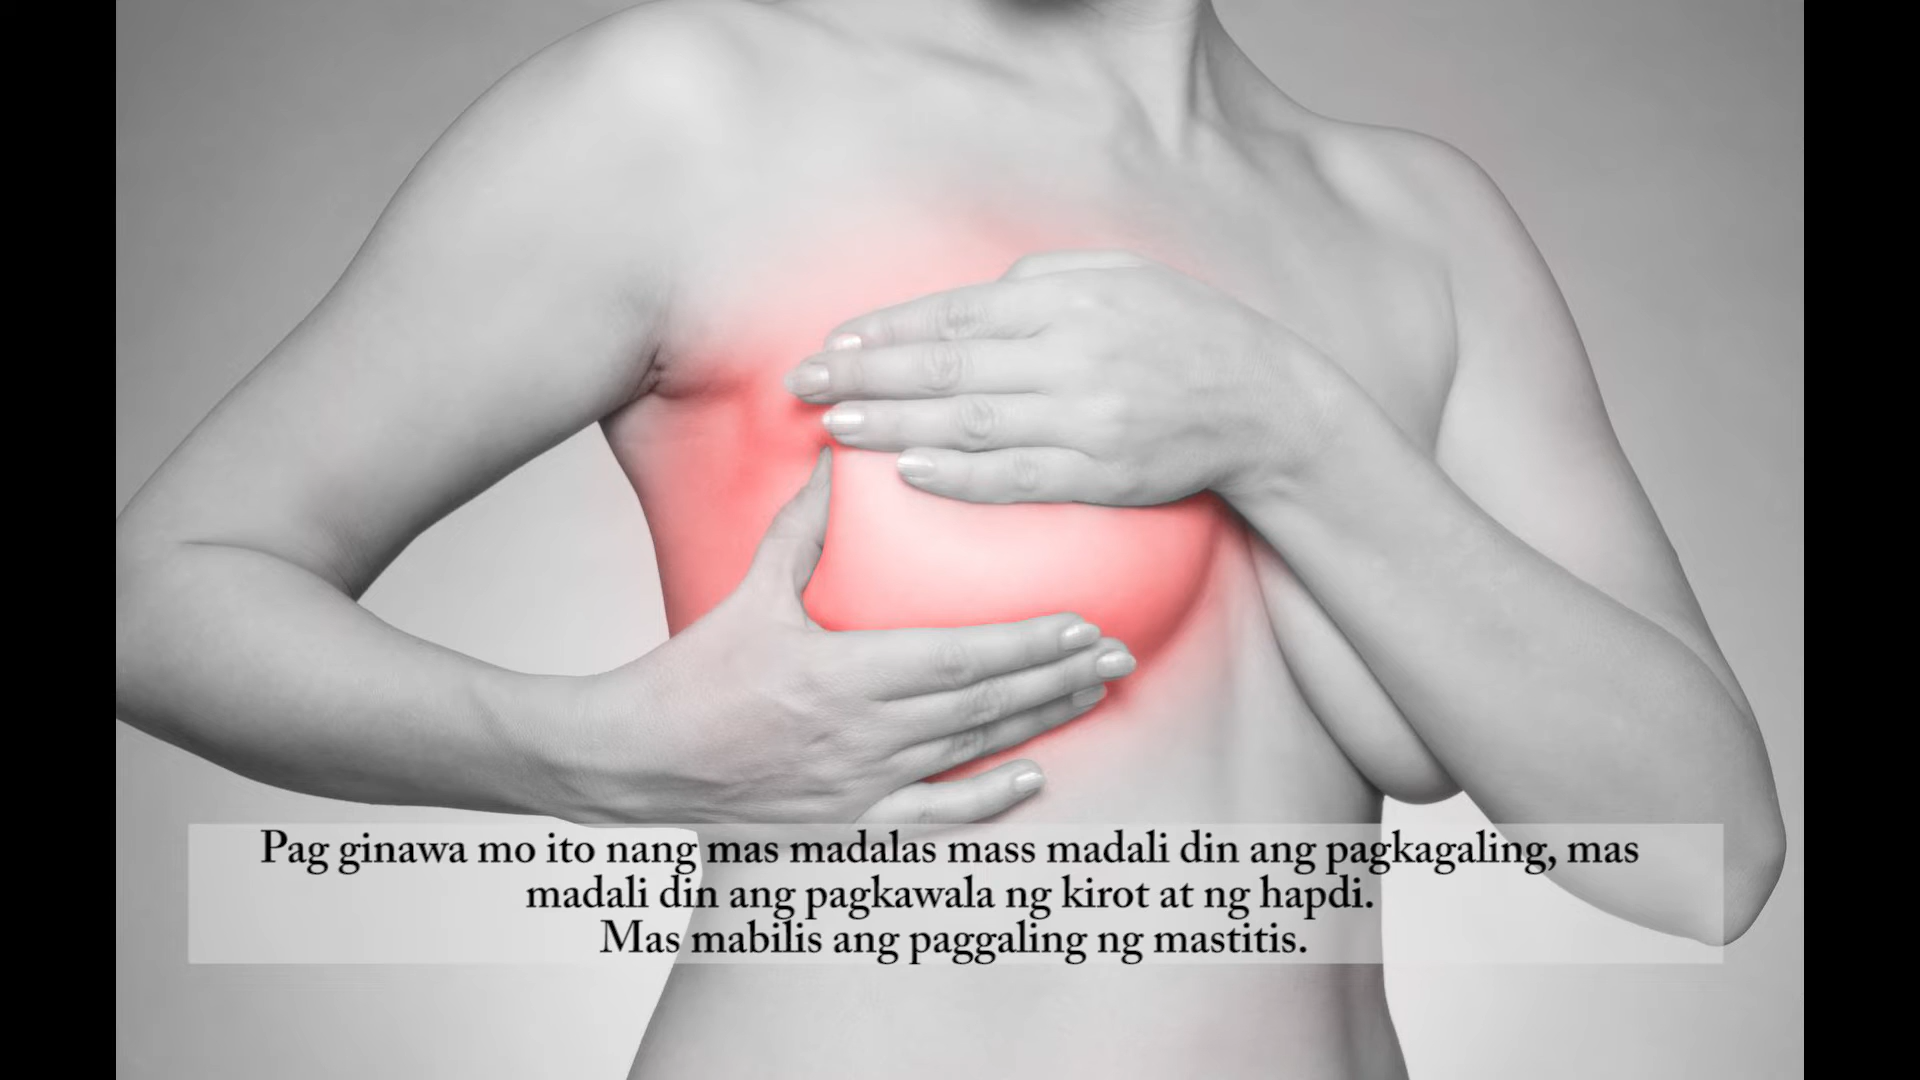 Pag ginawa mo ito nang mas madalas mass madali din ang pagkagaling, mas
madali din ang pagkawala ng kirot at ng hapdi.
Mas mabilis ang paggaling ng mastitis.